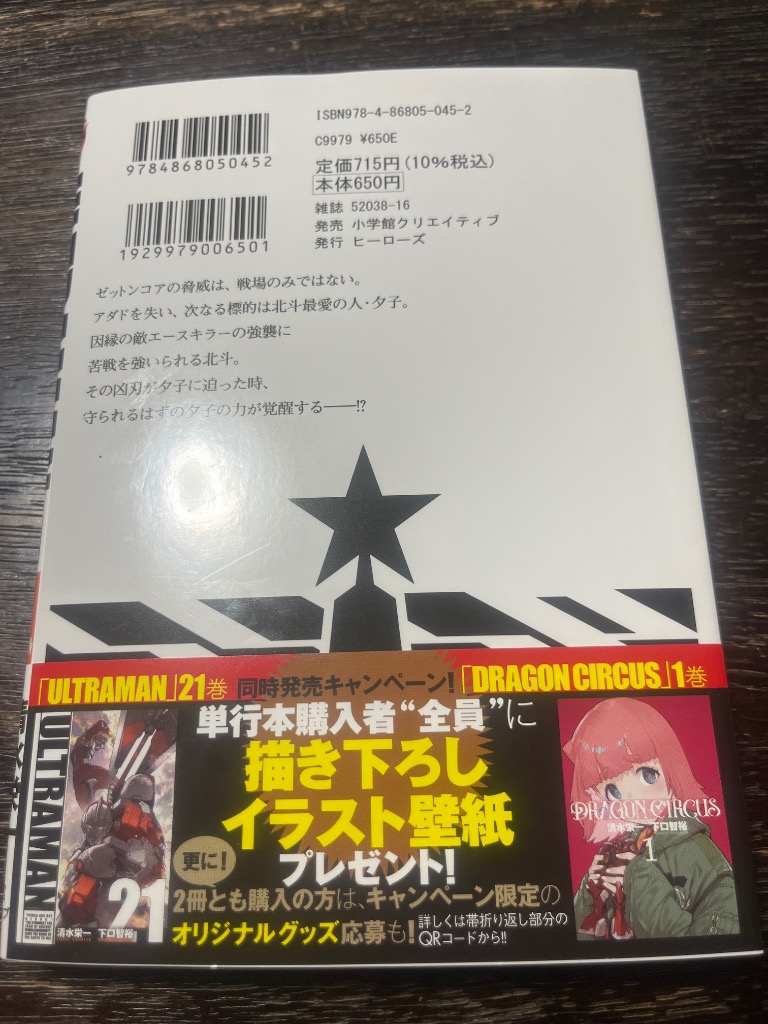 ISBN978-4-86805-045-2
C9979 ¥650E
定価715円(10%税込)
本体650円
雑誌 52038-16
発売 小学館クリエイティブ
発行 ヒーローズ
9784868050452
1929979006501
ゼットンコアの脅威は、戦場のみではない。
アダドを失い、次なる標的は北斗最愛の人・夕子。
因縁の敵エースキラーの強襲に
苦戦を強いられる北斗。
その凶刃が夕子に迫った時、
守られるはずの夕子の力が覚醒する――!?
「ULTRAMAN」21巻 同時発売キャンペーン!「DRAGON CIRCUS」1巻
単行本購入者“全員”に
描き下ろし
イラスト壁紙
プレゼント!
更に!
2冊とも購入の方は、キャンペーン限定の
オリジナルグッズ応募も!
詳しくは帯折り返し部分の
QRコードから!!
ULTRAMAN
21
清水栄一 下口智裕
DRAGON CIRCUS
清水栄一 下口智裕
1